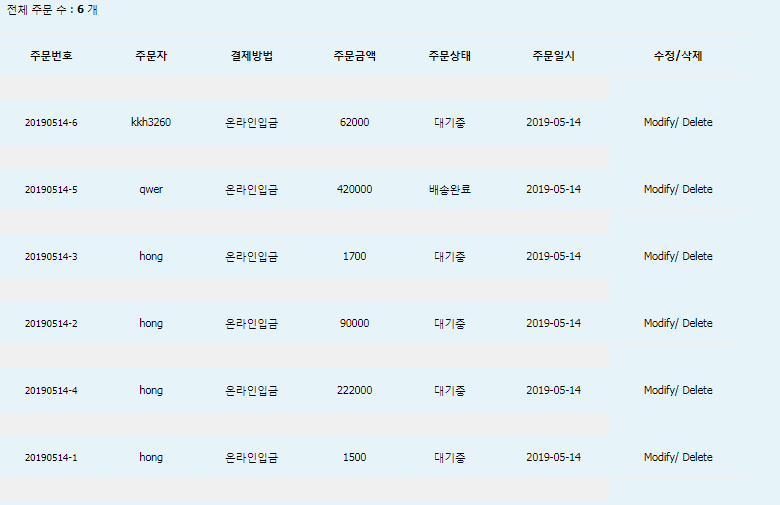 전체 주문 수 : 6 개
주문번호 주문자 결제방법 주문금액 주문상태 주문일시 수정/삭제
20190514-6 kkh3260 온라인입금 62000 대기중 2019-05-14 Modify/ Delete
20190514-5 qwer 온라인입금 420000 배송완료 2019-05-14 Modify/ Delete
20190514-3 hong 온라인입금 1700 대기중 2019-05-14 Modify/ Delete
20190514-2 hong 온라인입금 90000 대기중 2019-05-14 Modify/ Delete
20190514-4 hong 온라인입금 222000 대기중 2019-05-14 Modify/ Delete
20190514-1 hong 온라인입금 1500 대기중 2019-05-14 Modify/ Delete